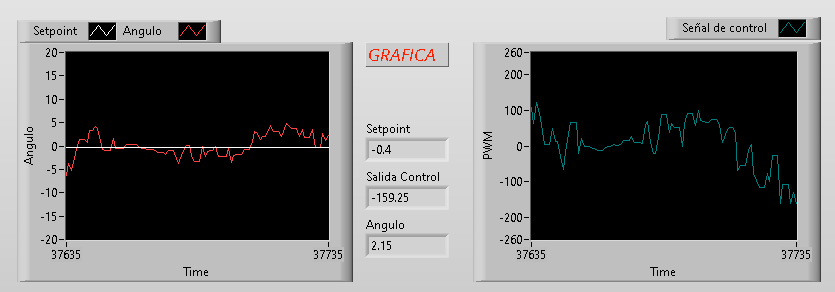 Setpoint Angulo
20
15
10
5
0
-5
-10
-15
-20
Angulo
37635 37735
Time
GRAFICA
Setpoint
-0.4
Salida Control
-159.25
Angulo
2.15
Señal de control
260
200
100
0
-100
-200
-260
PWM
37635 37735
Time